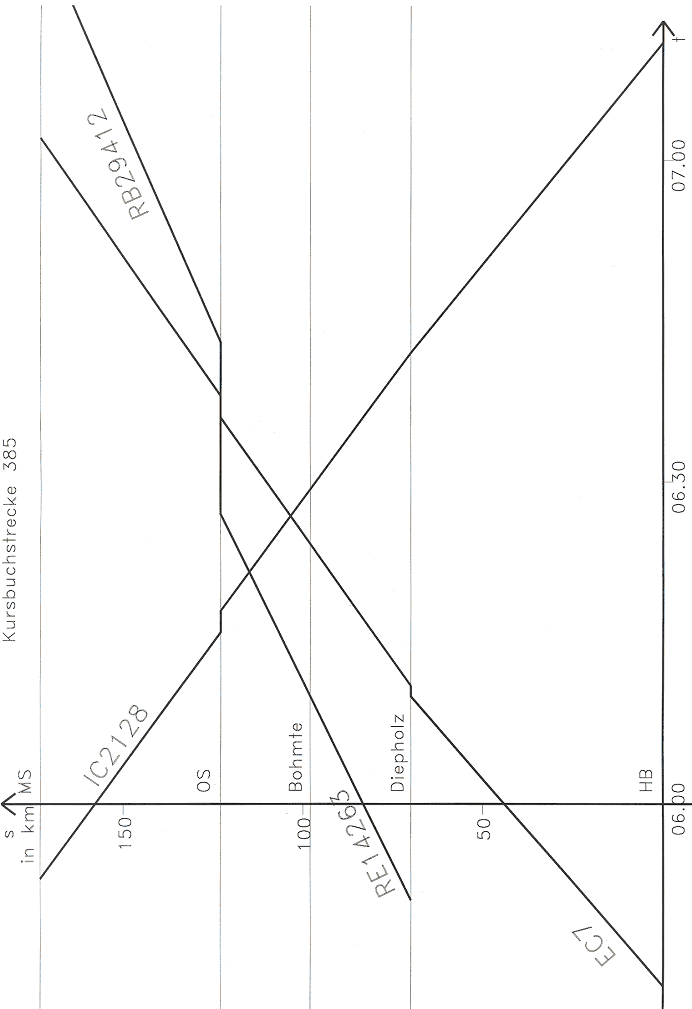 Kursbuchstrecke 385
s
in km
MS
OS
Bohmte
Diepholz
HB
150
100
50
06.00
06.30
07.00
t
IC2128
RB29412
RE14263
EC7